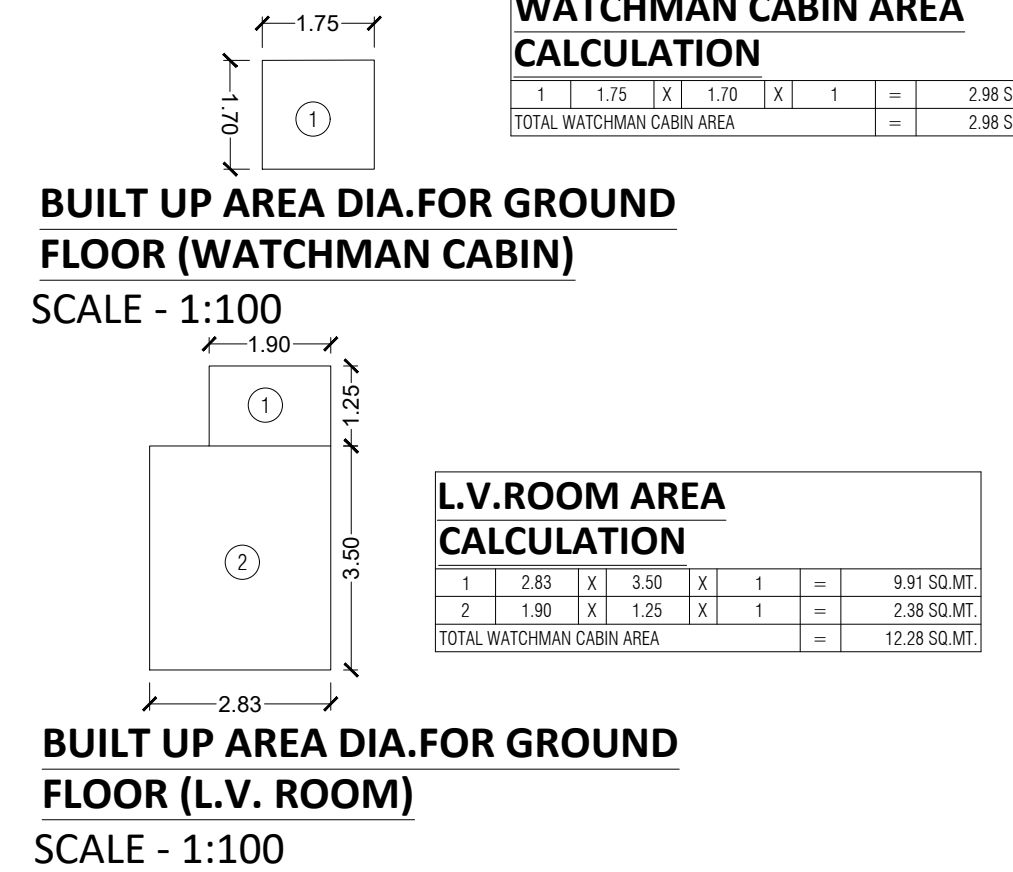 1.75
1.70
1
WATCHMAN CABIN AREA
CALCULATION
1 1.75 X 1.70 X 1 = 2.98 S
TOTAL WATCHMAN CABIN AREA = 2.98 S
BUILT UP AREA DIA.FOR GROUND
FLOOR (WATCHMAN CABIN)
SCALE - 1:100
1.90
1
1.25
2
3.50
2.83
L.V.ROOM AREA
CALCULATION
1 2.83 X 3.50 X 1 = 9.91 SQ.MT.
2 1.90 X 1.25 X 1 = 2.38 SQ.MT.
TOTAL WATCHMAN CABIN AREA = 12.28 SQ.MT.
BUILT UP AREA DIA.FOR GROUND
FLOOR (L.V. ROOM)
SCALE - 1:100